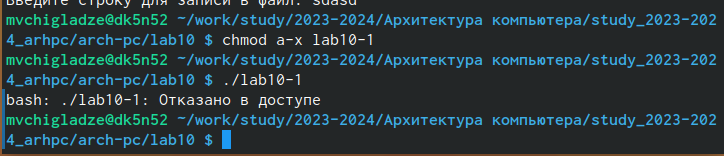 Введите строку для записи в файл: sdasd
mvchigladze@dk5n52 ~/work/study/2023-2024/Архитектура компьютера/study_2023-202
4_arhpc/arch-pc/lab10 $ chmod a-x lab10-1
mvchigladze@dk5n52 ~/work/study/2023-2024/Архитектура компьютера/study_2023-202
4_arhpc/arch-pc/lab10 $ ./lab10-1
bash: ./lab10-1: Отказано в доступе
mvchigladze@dk5n52 ~/work/study/2023-2024/Архитектура компьютера/study_2023-202
4_arhpc/arch-pc/lab10 $